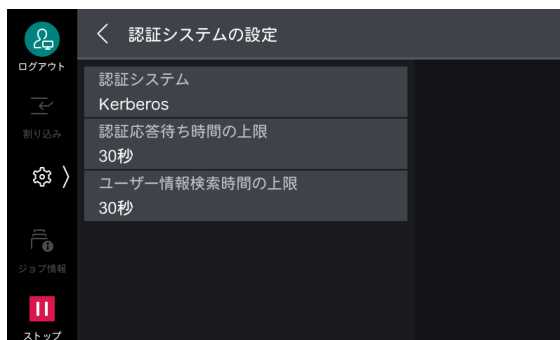 認証システムの設定
ログアウト
認証システム
Kerberos
割り込み
認証応答待ち時間の上限
30秒
ユーザー情報検索時間の上限
30秒
ジョブ情報
ストップ